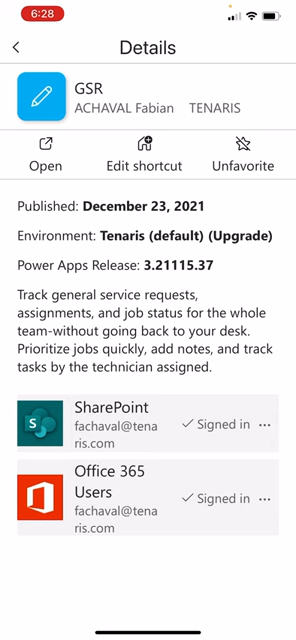 6:28
Details
GSR
ACHAVAL Fabian TENARIS
Open
Edit shortcut
Unfavorite
Published: December 23, 2021
Environment: Tenaris (default) (Upgrade)
Power Apps Release: 3.21115.37
Track general service requests,
assignments, and job status for the whole
team-without going back to your desk.
Prioritize jobs quickly, add notes, and track
tasks by the technician assigned.
S
SharePoint
fachaval@tena
ris.com
Signed in
Office 365
Users
fachaval@tena
ris.com
Signed in